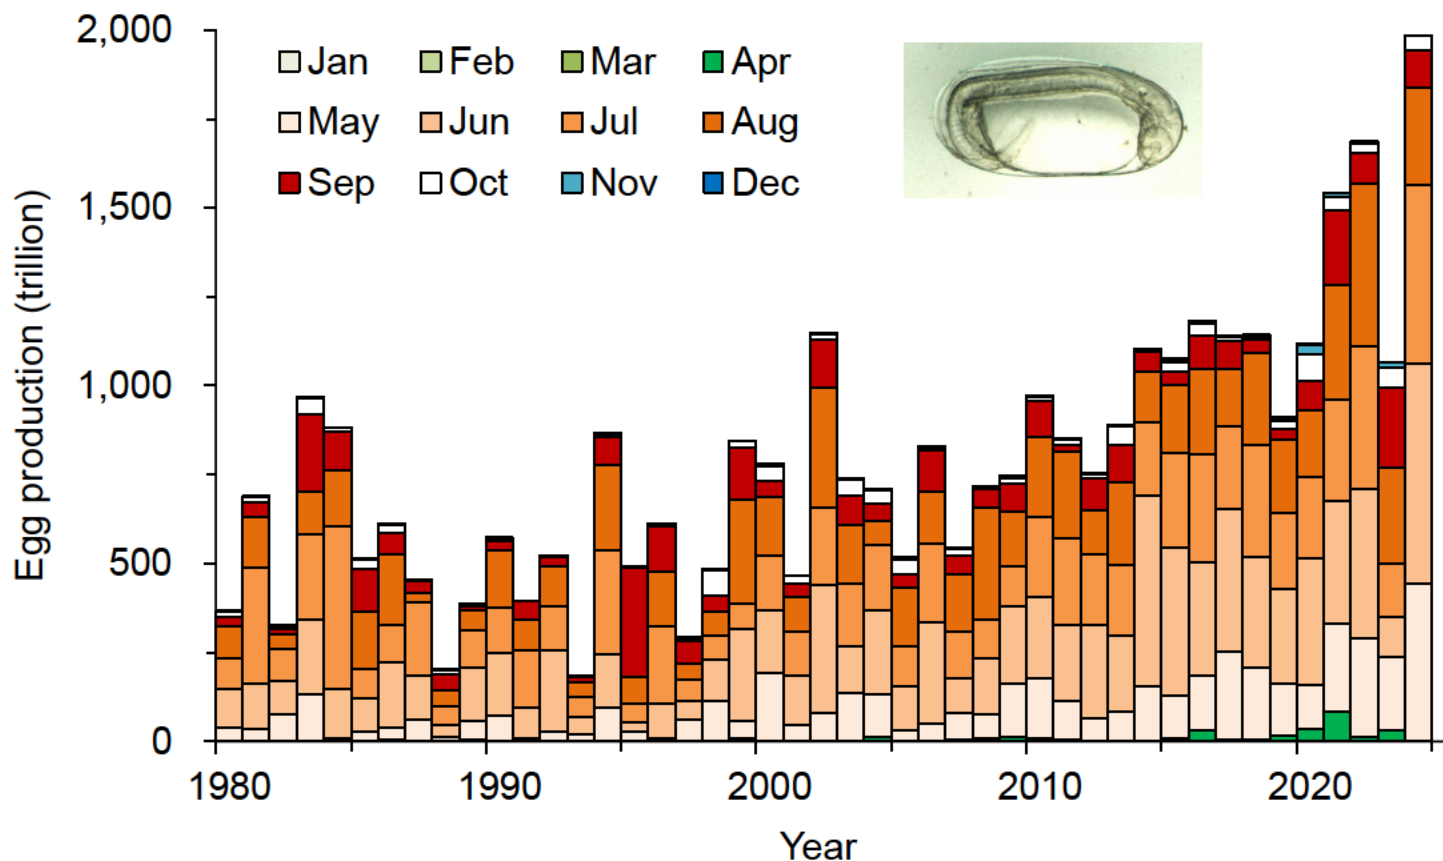 2,000
Jan Feb Mar Apr
May Jun Jul Aug
Sep Oct Nov Dec
1,500
1,000
500
0
Egg production (trillion)
1980 1990 2000 2010 2020
Year